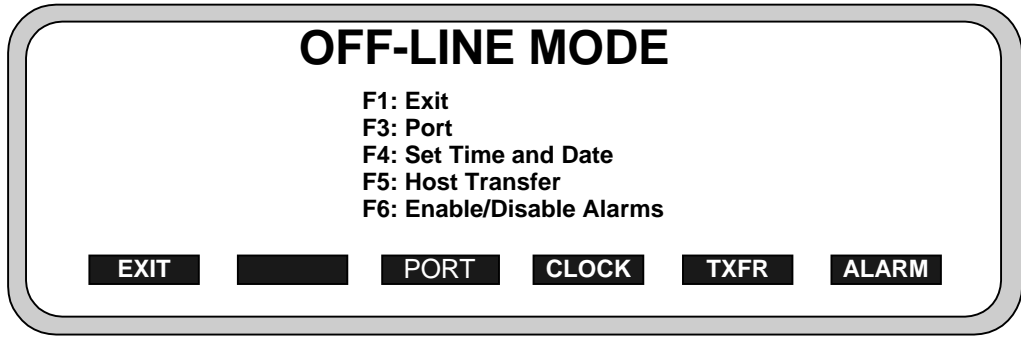 OFF-LINE MODE
F1: Exit
F3: Port
F4: Set Time and Date
F5: Host Transfer
F6: Enable/Disable Alarms
EXIT PORT CLOCK TXFR ALARM